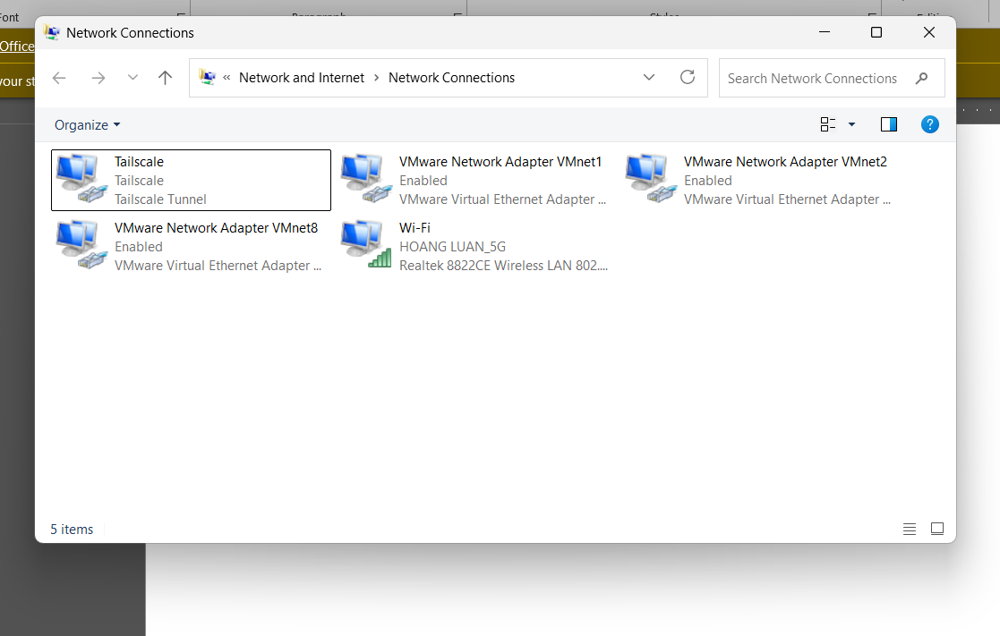 Font
Paragraph
Styles
Network Connections
Office
your st
« Network and Internet › Network Connections
Search Network Connections
Organize
Tailscale
Tailscale
Tailscale Tunnel
VMware Network Adapter VMnet1
Enabled
VMware Virtual Ethernet Adapter ...
VMware Network Adapter VMnet2
Enabled
VMware Virtual Ethernet Adapter ...
VMware Network Adapter VMnet8
Enabled
VMware Virtual Ethernet Adapter ...
Wi-Fi
HOANG LUAN_5G
Realtek 8822CE Wireless LAN 802....
5 items